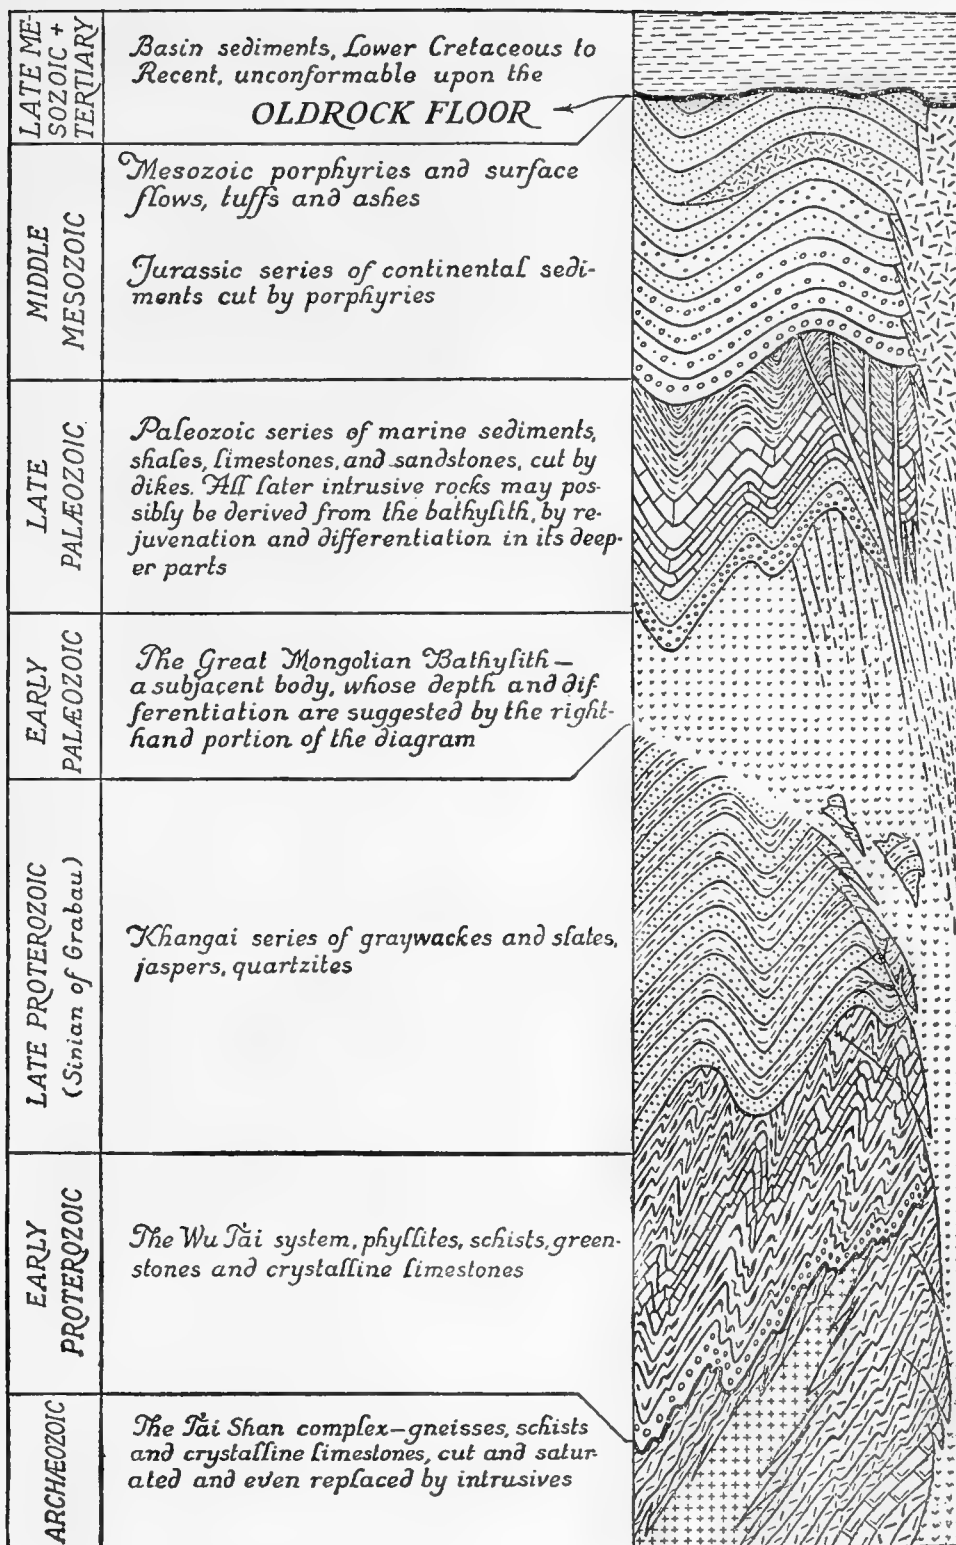 LATE ME-
SOZOIC +
TERTIARY
Basin sediments, Lower Cretaceous to
Recent, unconformable upon the
OLDROCK FLOOR
MIDDLE
MESOZOIC
Mesozoic porphyries and surface
flows, tuffs and ashes
Jurassic series of continental sedi-
ments cut by porphyries
LATE
PALÆOZOIC
Paleozoic series of marine sediments,
shales, limestones, and sandstones, cut by
dikes. All later intrusive rocks may pos-
sibly be derived from the bathylith, by re-
juvenation and differentiation in its deep-
er parts
EARLY
PALÆOZOIC
The Great Mongolian Bathylith—
a subjacent body, whose depth and dif-
ferentiation are suggested by the right-
hand portion of the diagram
LATE PROTEROZOIC
(Sinian of Grabau)
Khangai series of graywackes and slates,
jaspers, quartzites
EARLY
PROTEROZOIC
The Wu T'ai system, phyllites, schists, green-
stones and crystalline limestones
ARCHÆOZOIC
The T'ai Shan complex—gneisses, schists
and crystalline limestones, cut and satur-
ated and even replaced by intrusives